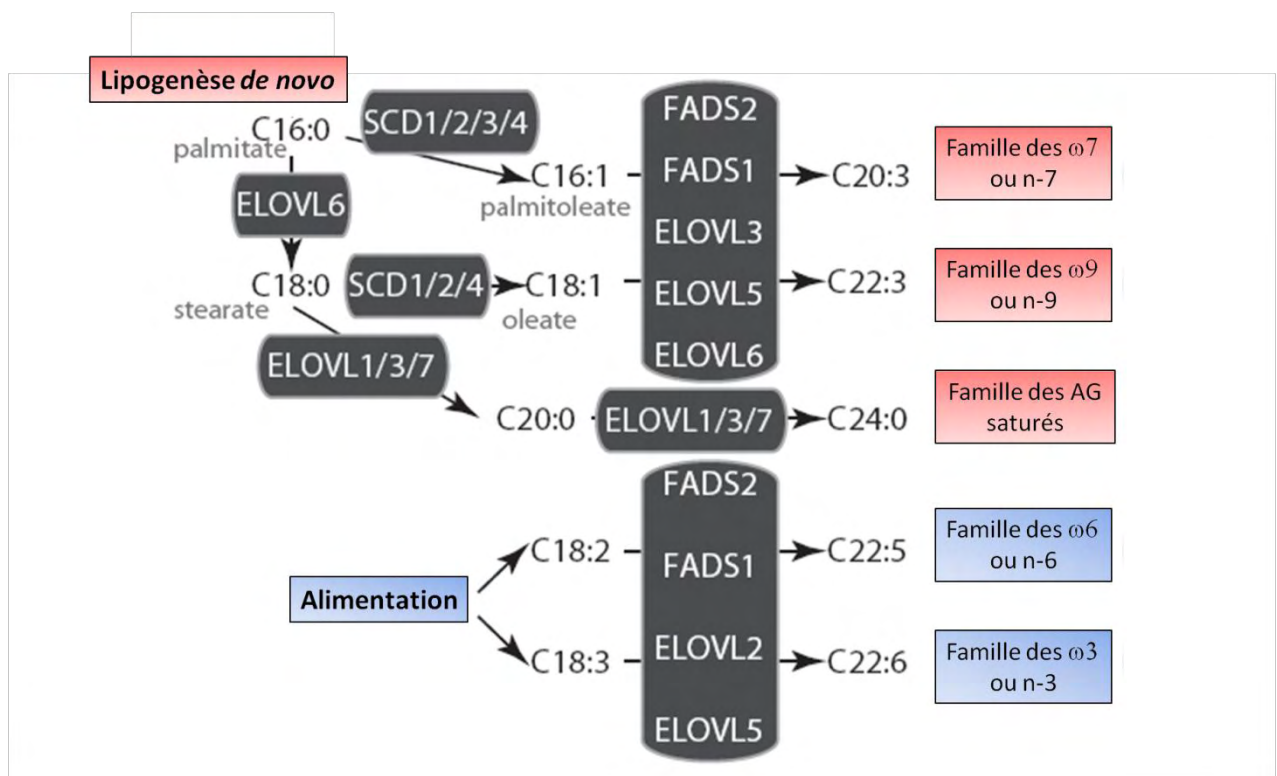 Lipogenèse de novo
C16:0
palmitate
SCD1/2/3/4
C16:1
palmitoleate
ELOVL6
C18:0
stearate
SCD1/2/4
C18:1
oleate
FADS2
FADS1
ELOVL3
ELOVL5
ELOVL6
C20:3
Famille des ω7
ou n-7
C22:3
Famille des ω9
ou n-9
ELOVL1/3/7
C20:0
ELOVL1/3/7
C24:0
Famille des AG
saturés
Alimentation
C18:2
C18:3
FADS2
FADS1
ELOVL2
ELOVL5
C22:5
Famille des ω6
ou n-6
C22:6
Famille des ω3
ou n-3